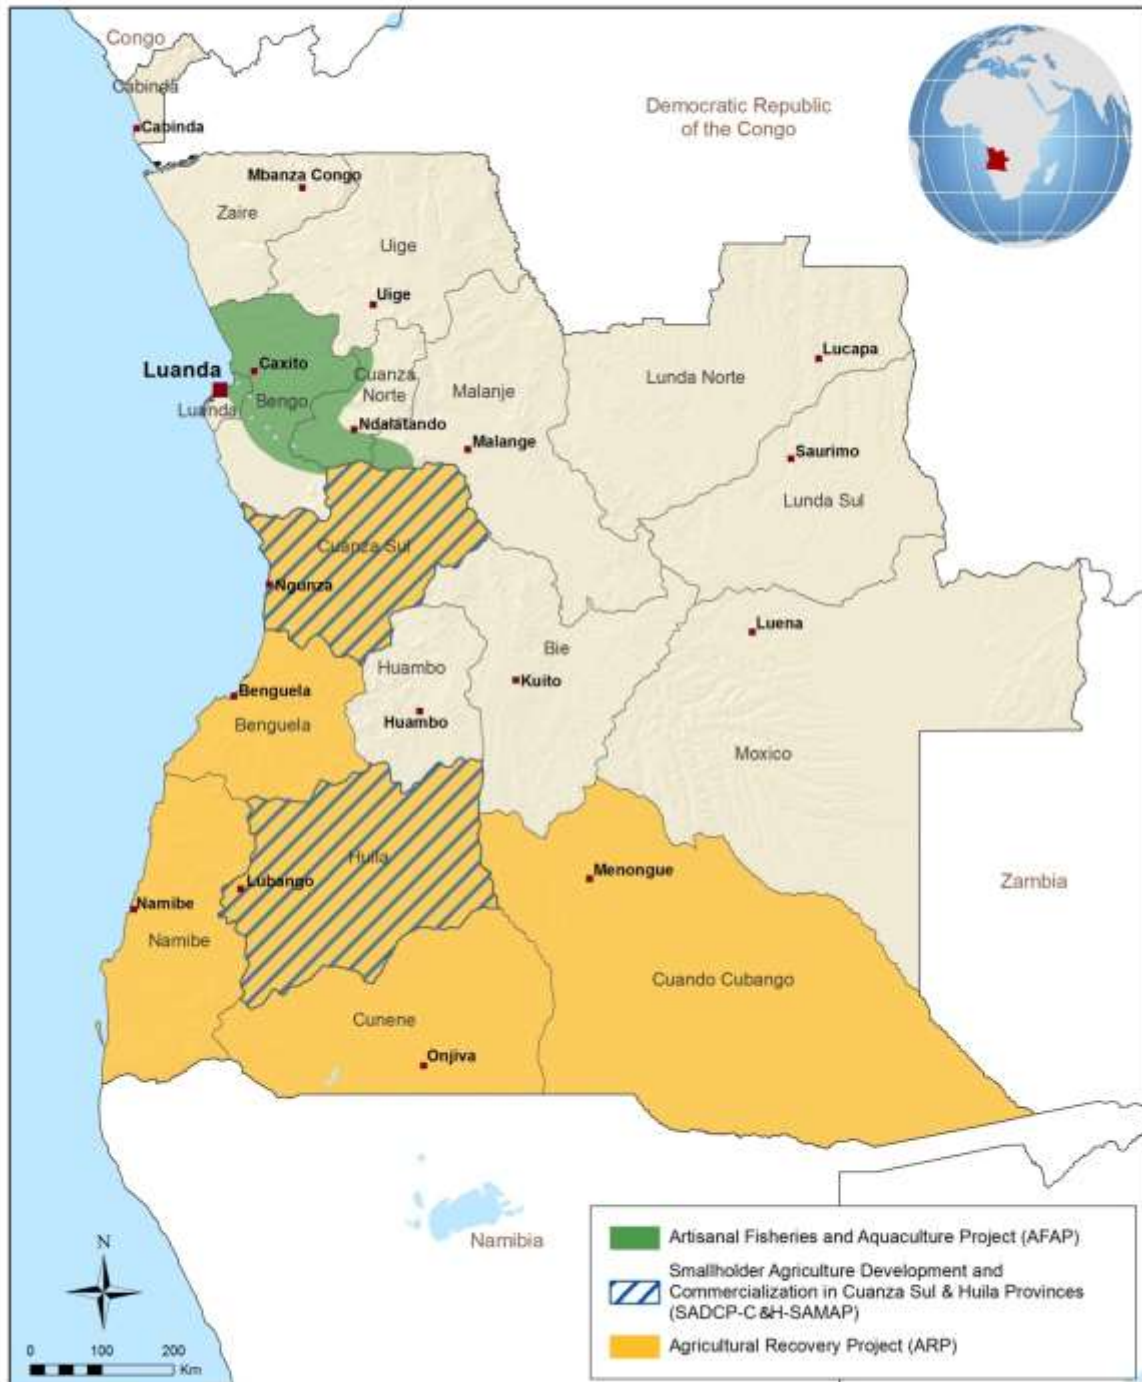 Congo
Cabinda
Cabinda
Democratic Republic
of the Congo
Mbanza Congo
Zaire
Uige
Uige
Lucapa
Caxito
Luanda
Cuanza
Norte
Lunda Norte
Malanje
Bengo
Luanda
Ndalatando
Malange
Saurimo
Lunda Sul
Cuanza Sul
Ngunza
Luena
Bie
Huambo
Kuito
Benguela
Huambo
Benguela
Moxico
Huila
Menongue
Lubango
Zambia
Namibe
Namibe
Cuando Cubango
Cunene
Onjiva
Namibia
N
0 100 200
Km
Artisanal Fisheries and Aquaculture Project (AFAP)
Smallholder Agriculture Development and
Commercialization in Cuanza Sul & Huila Provinces
(SADCP-C&H-SAMAP)
Agricultural Recovery Project (ARP)